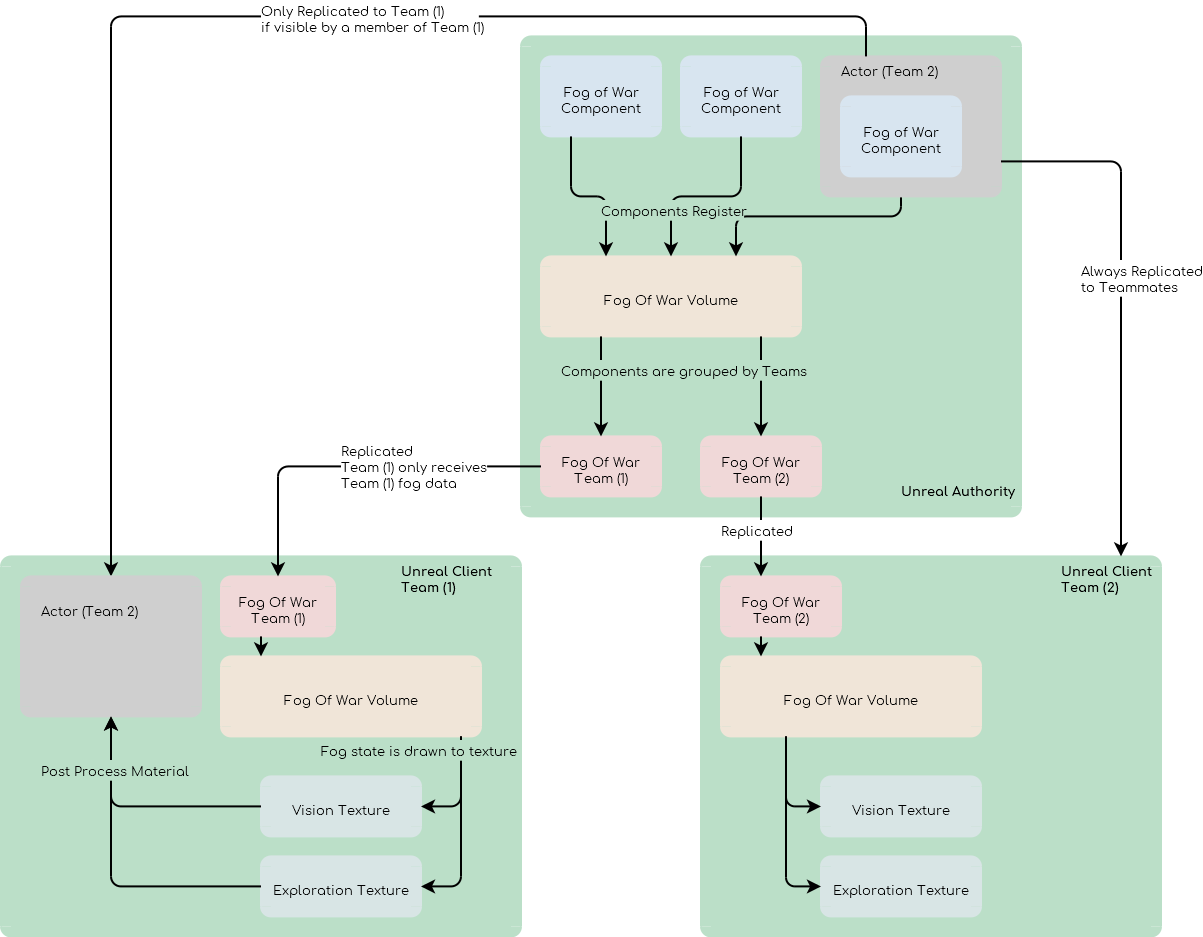 Only Replicated to Team (1)
if visible by a member of Team (1)
Fog of War
Component
Fog of War
Component
Actor (Team 2)
Fog of War
Component
Components Register
Always Replicated
to Teammates
Fog Of War Volume
Components are grouped by Teams
Replicated
Team (1) only receives
Team (1) fog data
Fog Of War
Team (1)
Fog Of War
Team (2)
Unreal Authority
Replicated
Unreal Client
Team (1)
Actor (Team 2)
Fog Of War
Team (1)
Fog Of War Volume
Fog state is drawn to texture
Post Process Material
Vision Texture
Exploration Texture
Unreal Client
Team (2)
Fog Of War
Team (2)
Fog Of War Volume
Vision Texture
Exploration Texture